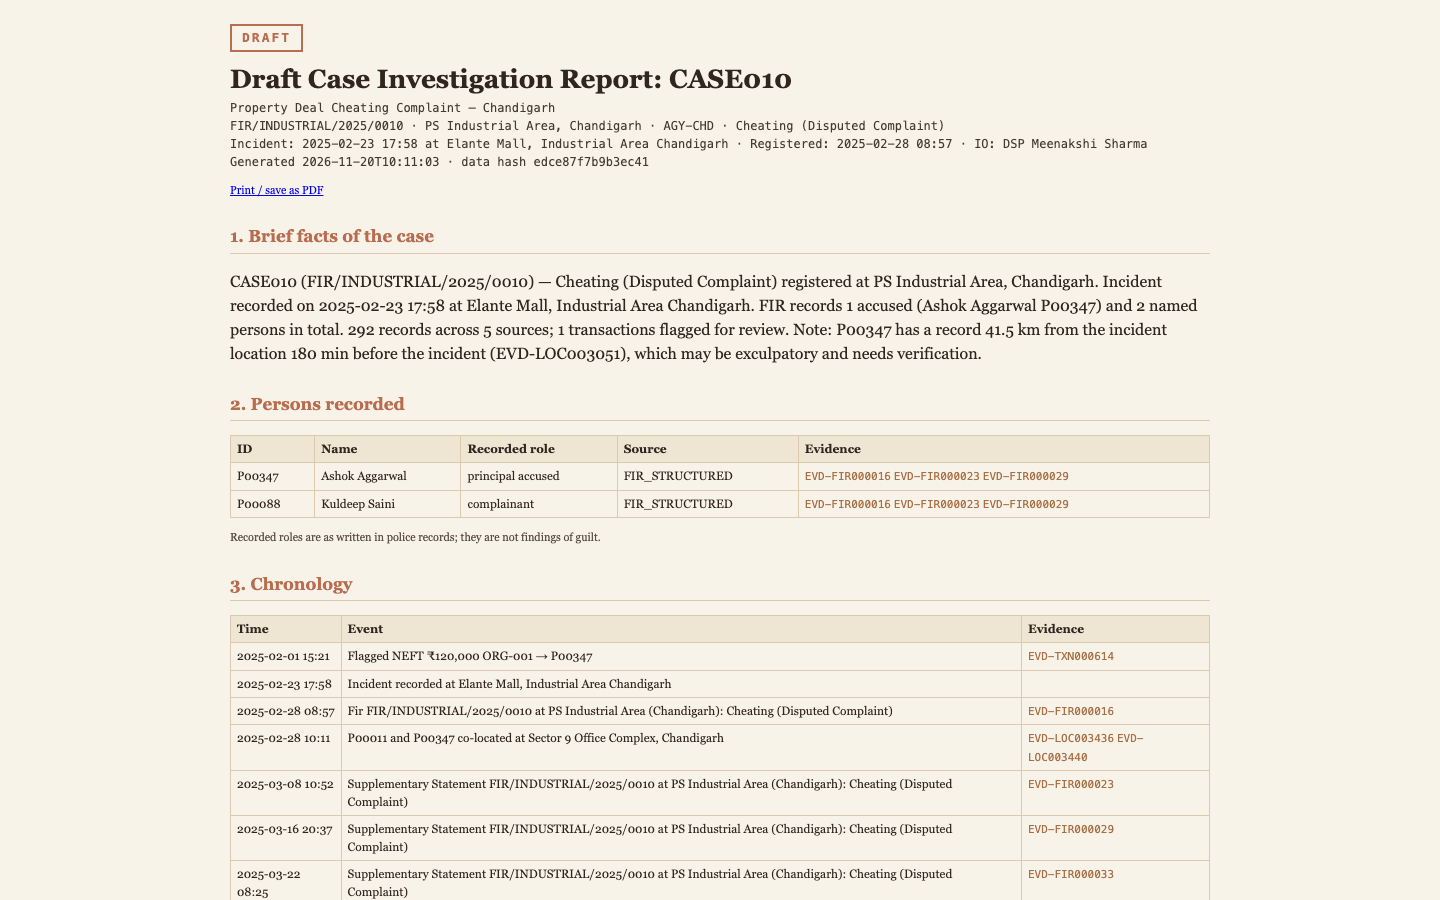 DRAFT
Draft Case Investigation Report: CASE010
Property Deal Cheating Complaint — Chandigarh
FIR/INDUSTRIAL/2025/0010 · PS Industrial Area, Chandigarh · AGY-CHD · Cheating (Disputed Complaint)
Incident: 2025-02-23 17:58 at Elante Mall, Industrial Area Chandigarh · Registered: 2025-02-28 08:57 · IO: DSP Meenakshi Sharma
Generated 2026-11-20T10:11:03 · data hash edce87f7b9b3ec41
Print / save as PDF
1. Brief facts of the case
CASE010 (FIR/INDUSTRIAL/2025/0010) — Cheating (Disputed Complaint) registered at PS Industrial Area, Chandigarh. Incident
recorded on 2025-02-23 17:58 at Elante Mall, Industrial Area Chandigarh. FIR records 1 accused (Ashok Aggarwal P00347) and 2 named
persons in total. 292 records across 5 sources; 1 transactions flagged for review. Note: P00347 has a record 41.5 km from the incident
location 180 min before the incident (EVD-LOC003051), which may be exculpatory and needs verification.
2. Persons recorded
ID Name Recorded role Source Evidence
P00347 Ashok Aggarwal principal accused FIR_STRUCTURED EVD-FIR000016 EVD-FIR000023 EVD-FIR000029
P00088 Kuldeep Saini complainant FIR_STRUCTURED EVD-FIR000016 EVD-FIR000023 EVD-FIR000029
Recorded roles are as written in police records; they are not findings of guilt.
3. Chronology
Time Event Evidence
2025-02-01 15:21 Flagged NEFT ₹120,000 ORG-001 → P00347 EVD-TXN000614
2025-02-23 17:58 Incident recorded at Elante Mall, Industrial Area Chandigarh
2025-02-28 08:57 Fir FIR/INDUSTRIAL/2025/0010 at PS Industrial Area (Chandigarh): Cheating (Disputed Complaint) EVD-FIR000016
2025-02-28 10:11 P00011 and P00347 co-located at Sector 9 Office Complex, Chandigarh EVD-LOC003436 EVD-
LOC003440
2025-03-08 10:52 Supplementary Statement FIR/INDUSTRIAL/2025/0010 at PS Industrial Area (Chandigarh): Cheating (Disputed EVD-FIR000023
Complaint)
2025-03-16 20:37 Supplementary Statement FIR/INDUSTRIAL/2025/0010 at PS Industrial Area (Chandigarh): Cheating (Disputed EVD-FIR000029
Complaint)
2025-03-22 Supplementary Statement FIR/INDUSTRIAL/2025/0010 at PS Industrial Area (Chandigarh): Cheating (Disputed EVD-FIR000033
08:25 Complaint)